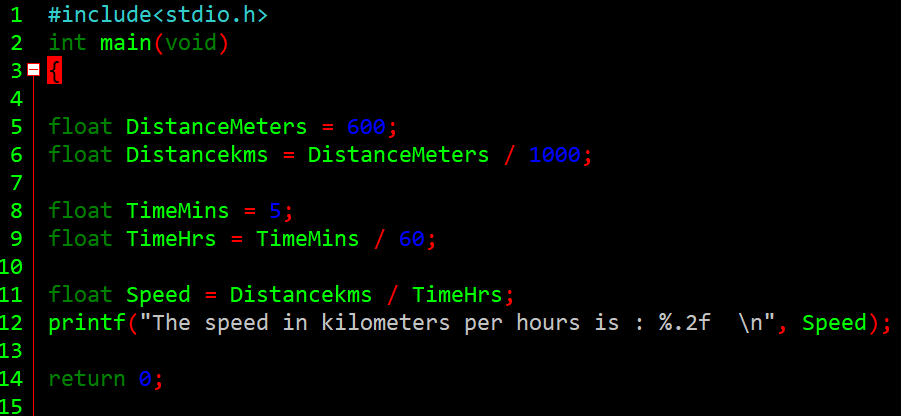 1 #include<stdio.h>
2 int main(void)
3 {
4
5 float DistanceMeters = 600;
6 float Distancekms = DistanceMeters / 1000;
7
8 float TimeMins = 5;
9 float TimeHrs = TimeMins / 60;
10
11 float Speed = Distancekms / TimeHrs;
12 printf("The speed in kilometers per hours is : %.2f  \n", Speed);
13
14 return 0;
15